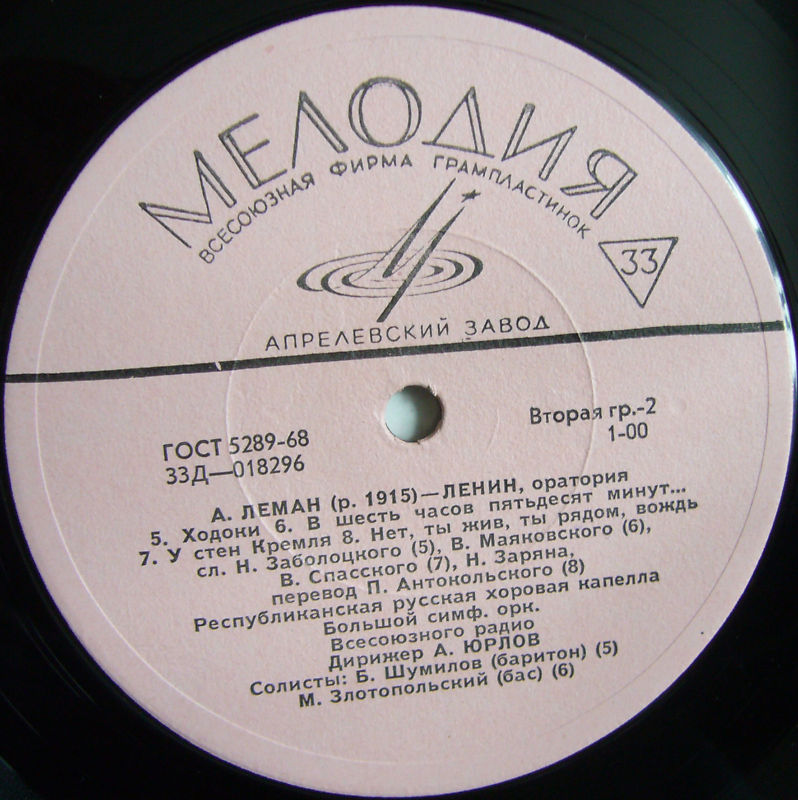 МЕЛОДИЯ
ВСЕСОЮЗНАЯ ФИРМА ГРАМПЛАСТИНОК
33
АПРЕЛЕВСКИЙ ЗАВОД
ГОСТ 5289-68
33Д—018296
Вторая гр.-2
1-00
А. ЛЕМАН (р. 1915)—ЛЕНИН, оратория
5. Ходоки 6. В шесть часов пятьдесят минут...
7. У стен Кремля 8. Нет, ты жив, ты рядом, вождь
сл. Н. Заболоцкого (5), В. Маяковского (6),
В. Спасского (7), Н. Заряна,
перевод П. Антокольского (8)
Республиканская русская хоровая капелла
Большой симф. орк.
Всесоюзного радио
Дирижер А. ЮРЛОВ
Солисты: Б. Шумилов (баритон) (5)
М. Злотопольский (бас) (6)